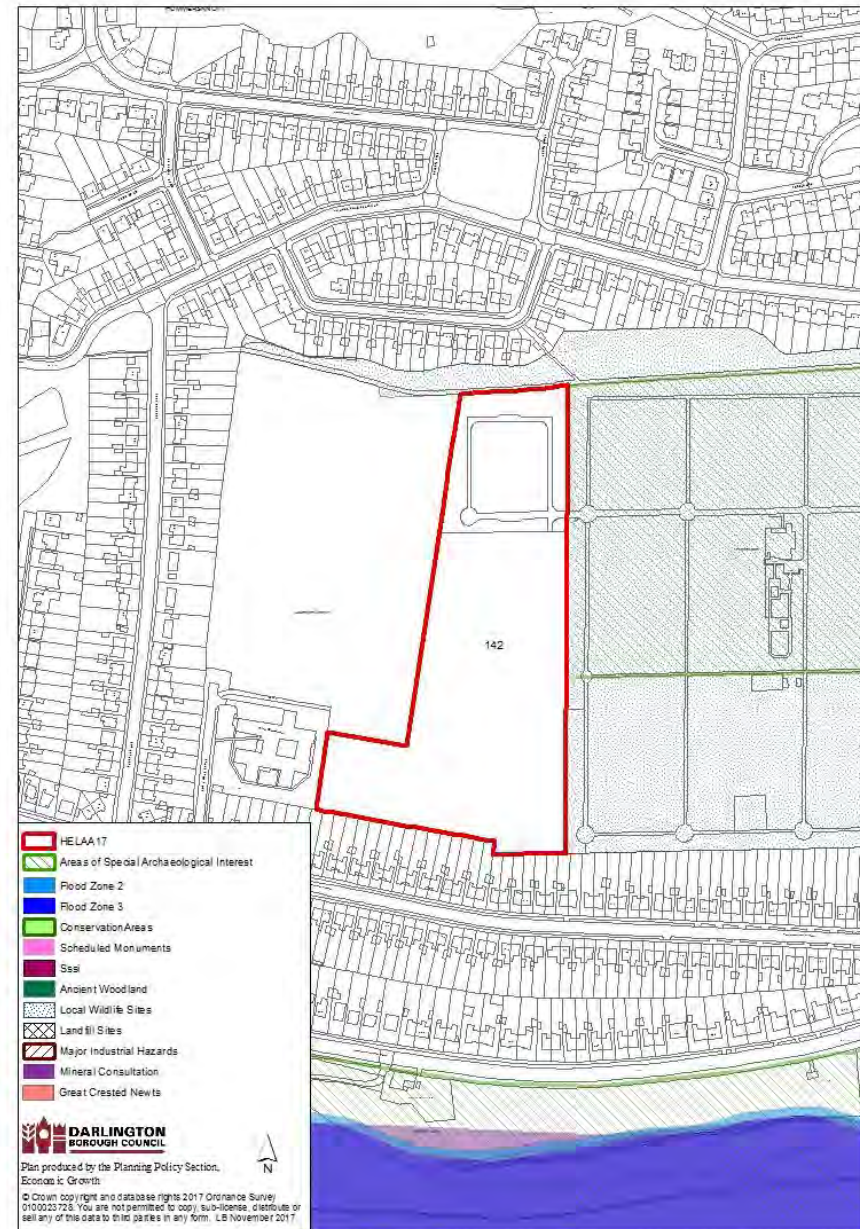 142
HELAA17
Areas of Special Archaeological Interest
Flood Zone 2
Flood Zone 3
Conservation Areas
Scheduled Monuments
Sssi
Ancient Woodland
Local Wildlife Sites
Landfill Sites
Major Industrial Hazards
Mineral Consultation
Great Crested Newts
DARLINGTON
BOROUGH COUNCIL
N
Plan produced by the Planning Policy Section,
Economic Growth
© Crown copyright and database rights 2017 Ordnance Survey
0100023728. You are not permitted to copy, sub-license, distribute or
sell any of this data to third parties in any form. LB November 2017